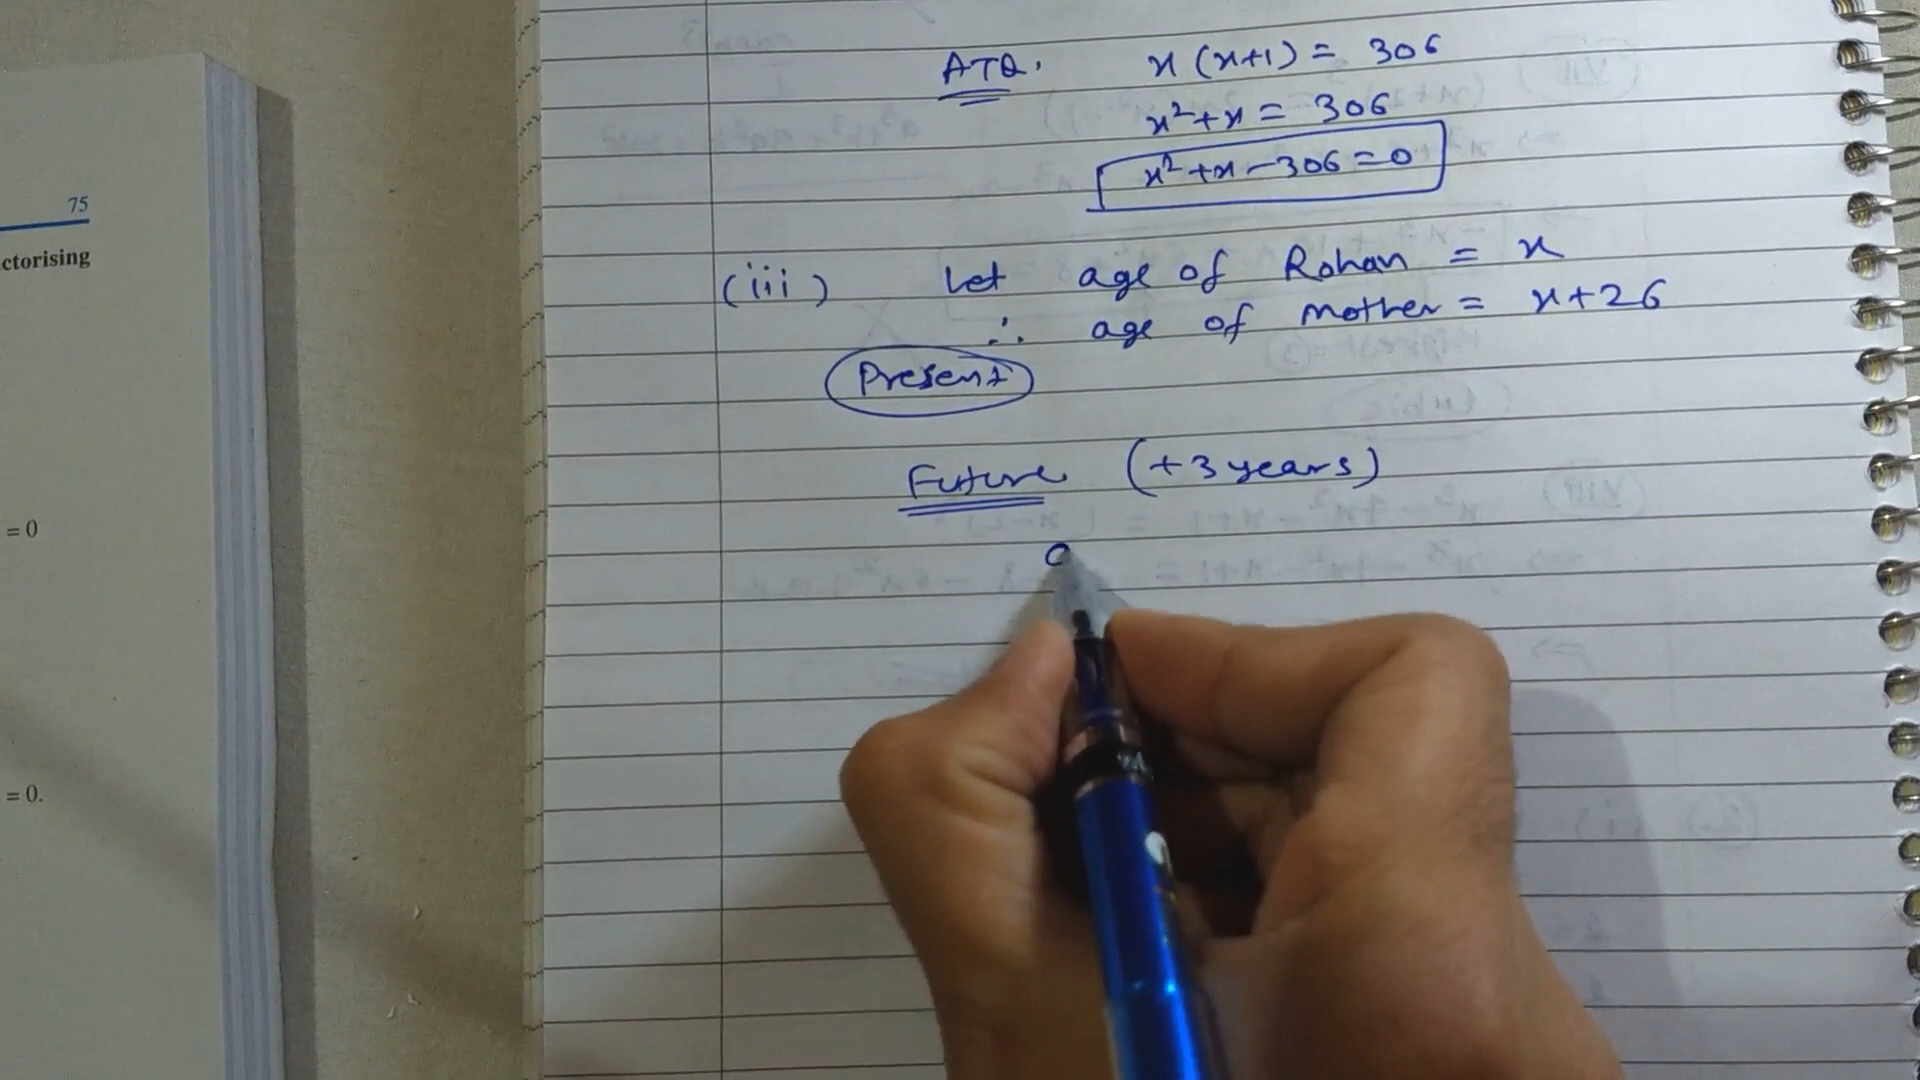 75
ctorising
= 0
= 0.
ATQ. x (x+1) = 306
x²+x = 306
x²+x-306=0
(iii) Let age of Rohan = x
∴ age of mother = x+26
Present
Future (+3 years)